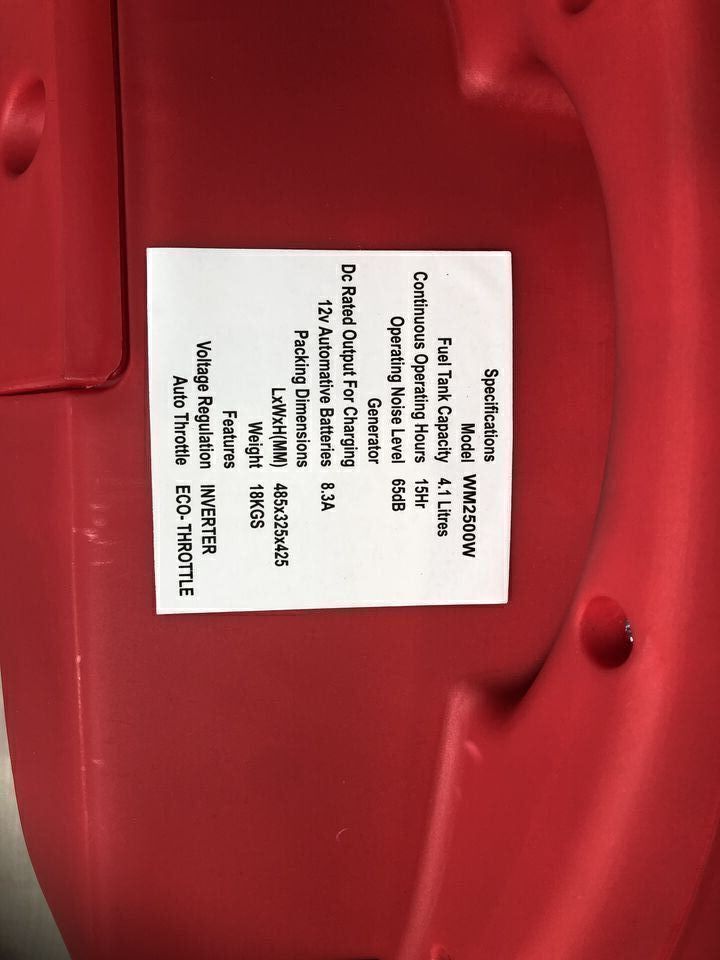 Specifications
Model WM2500W
Fuel Tank Capacity 4.1 Litres
Continuous Operating Hours 15Hr
Operating Noise Level 65dB
Generator
Dc Rated Output For Charging
12v Automative Batteries 8.3A
Packing Dimensions
LxWxH(MM) 485x325x425
Weight 18KGS
Features
Voltage Regulation INVERTER
Auto Throttle ECO- THROTTLE